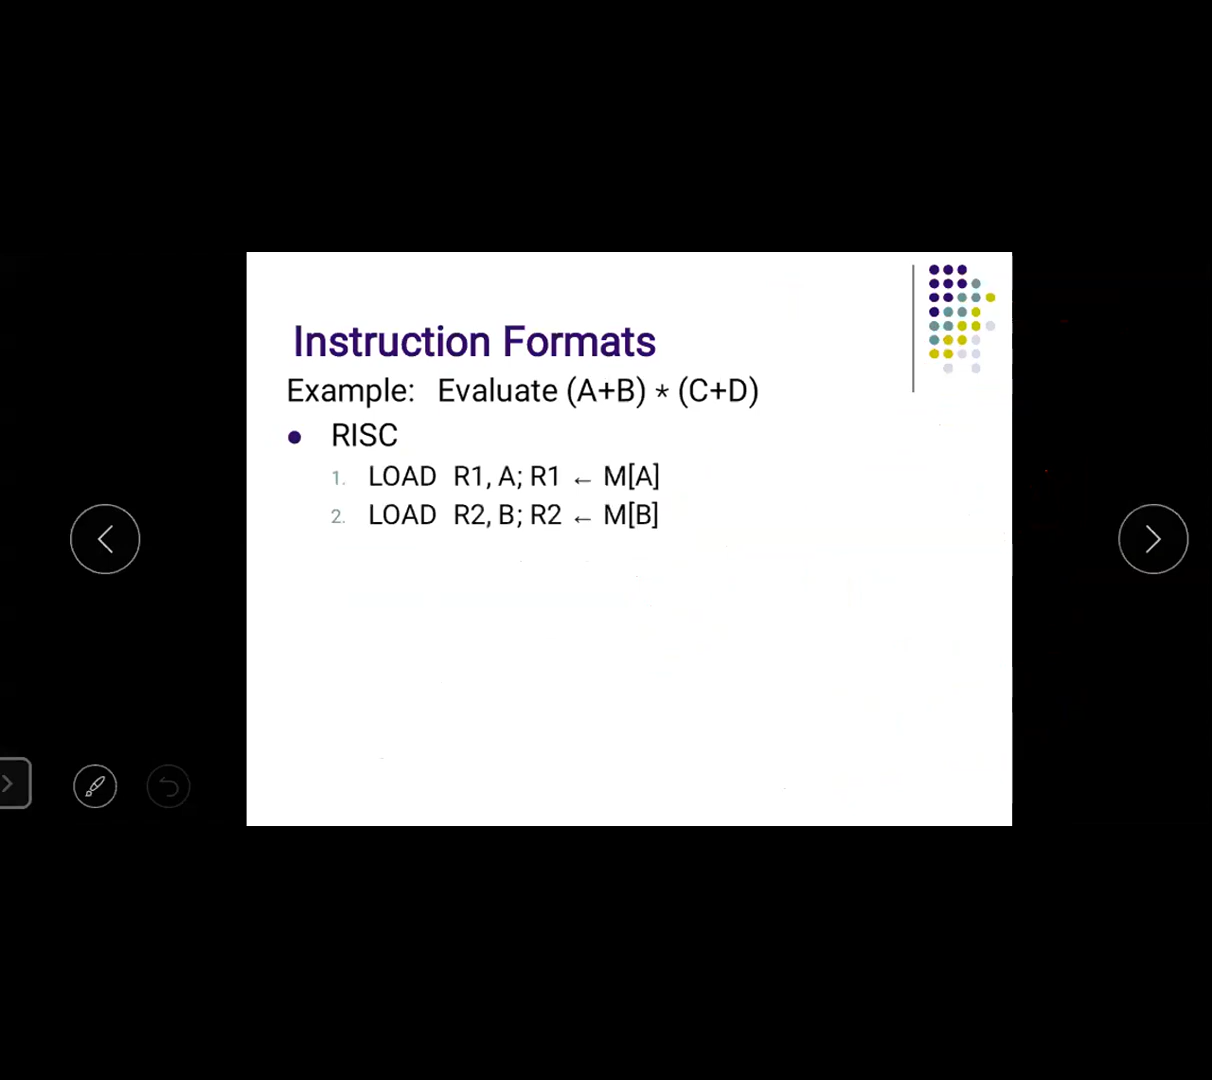 Instruction Formats
Example: Evaluate (A+B) * (C+D)
● RISC
1. LOAD R1, A; R1 ← M[A]
2. LOAD R2, B; R2 ← M[B]